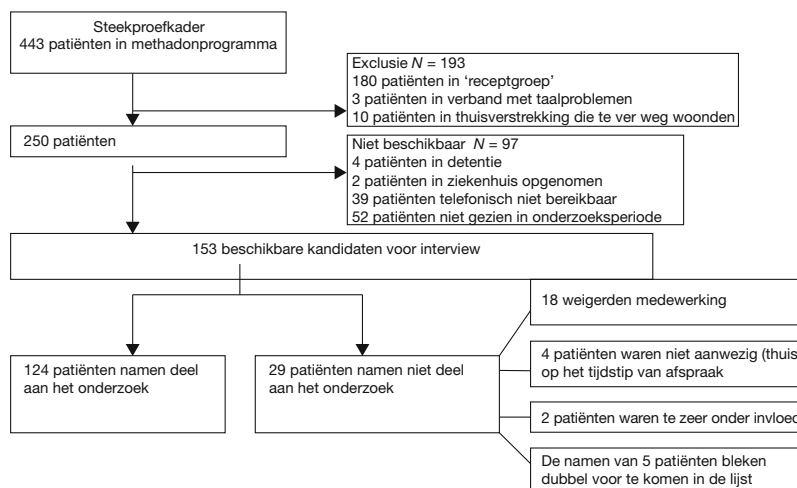 Steekproefkader
443 patiënten in methadonprogramma
Exclusie N = 193
180 patiënten in ‘receptgroep’
3 patiënten in verband met taalproblemen
10 patiënten in thuisverstrekking die te ver weg woonden
250 patiënten
Niet beschikbaar N = 97
4 patiënten in detentie
2 patiënten in ziekenhuis opgenomen
39 patiënten telefonisch niet bereikbaar
52 patiënten niet gezien in onderzoeksperiode
153 beschikbare kandidaten voor interview
18 weigerden medewerking
124 patiënten namen deel
aan het onderzoek
29 patiënten namen niet deel
aan het onderzoek
4 patiënten waren niet aanwezig (thuis
op het tijdstip van afspraak
2 patiënten waren te zeer onder invloed
De namen van 5 patiënten bleken
dubbel voor te komen in de lijst